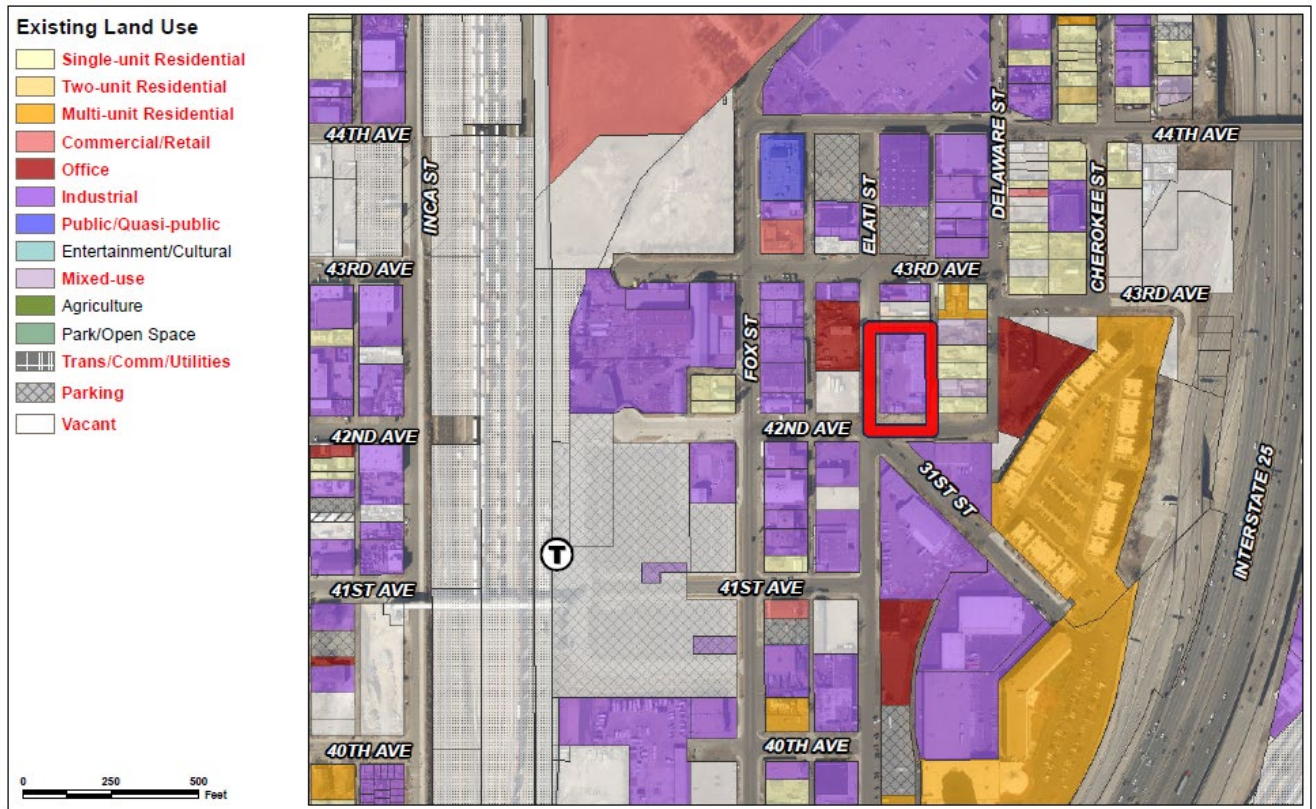 Existing Land Use
Single-unit Residential
Two-unit Residential
Multi-unit Residential
Commercial/Retail
Office
Industrial
Public/Quasi-public
Entertainment/Cultural
Mixed-use
Agriculture
Park/Open Space
Trans/Comm/Utilities
Parking
Vacant
0 250 500
Feet
44TH AVE
44TH AVE
INCA ST
DELAWARE ST
CHEROKEE ST
ELATI ST
43RD AVE
43RD AVE
43RD AVE
FOX ST
42ND AVE
42ND AVE
31ST ST
INTERSTATE 25
T
41ST AVE
41ST AVE
40TH AVE
40TH AVE